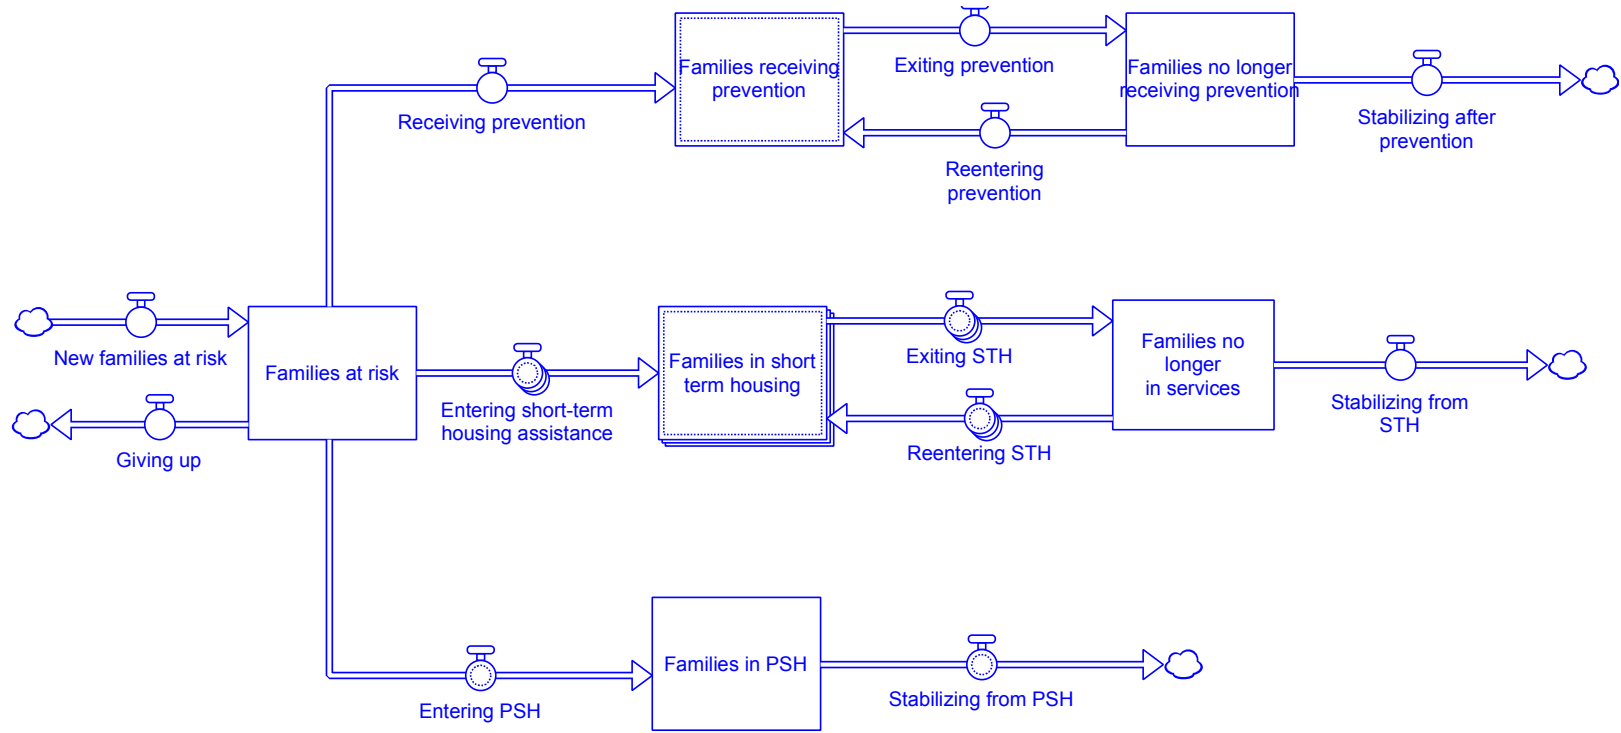 Families receiving
prevention
Exiting prevention
Families no longer
receiving prevention
Receiving prevention
Stabilizing after
prevention
Reentering
prevention
New families at risk
Families at risk
Giving up
Entering short-term
housing assistance
Families in short
term housing
Exiting STH
Reentering STH
Families no
longer
in services
Stabilizing from
STH
Entering PSH
Families in PSH
Stabilizing from PSH